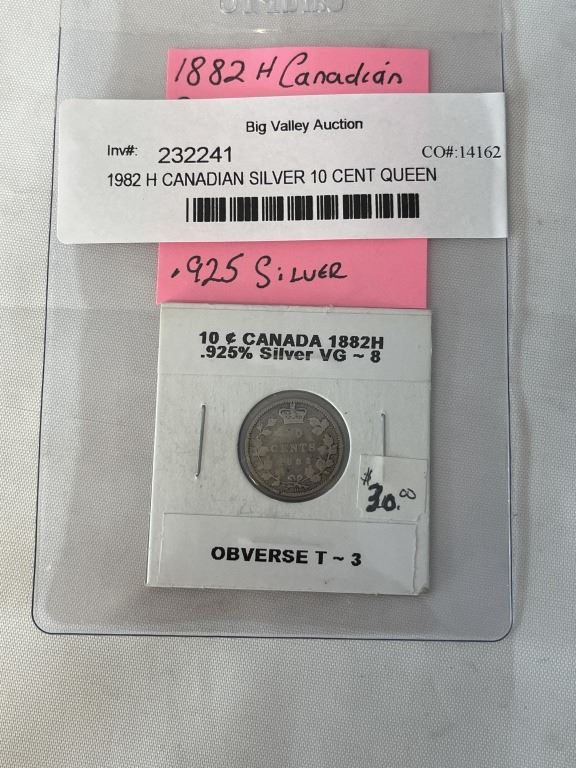 1882 H Canadian
Big Valley Auction
Inv#: 232241 CO#:14162
1982 H CANADIAN SILVER 10 CENT QUEEN
.925 SILVER
10 ¢ CANADA 1882H
.925% Silver VG ~ 8
CENTS
$30.00
OBVERSE T ~ 3